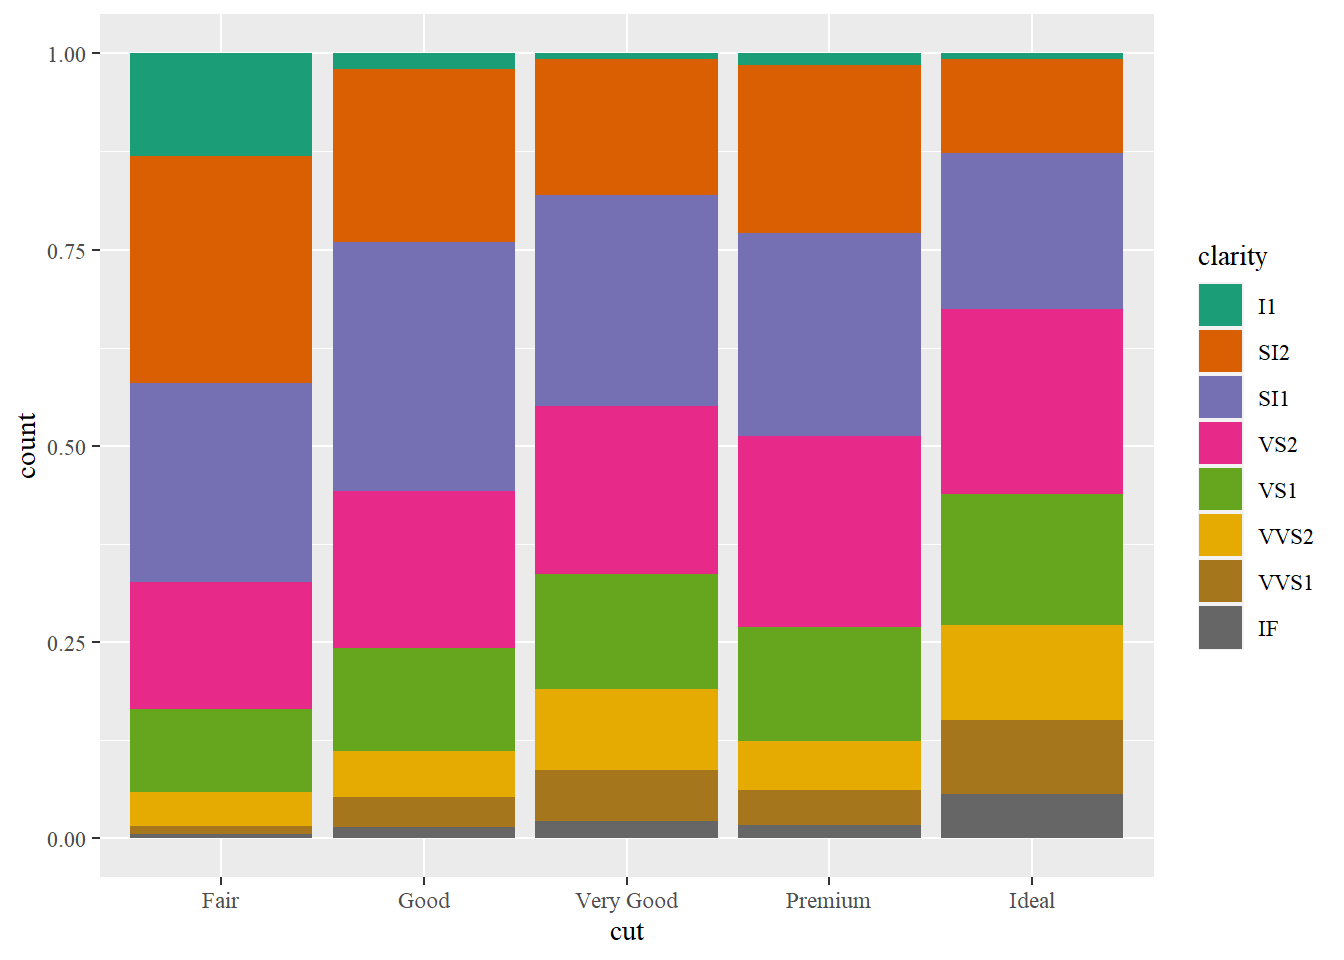 1.00
0.75
0.50
0.25
0.00
count
Fair
Good
Very Good
Premium
Ideal
cut
clarity
I1
SI2
SI1
VS2
VS1
VVS2
VVS1
IF